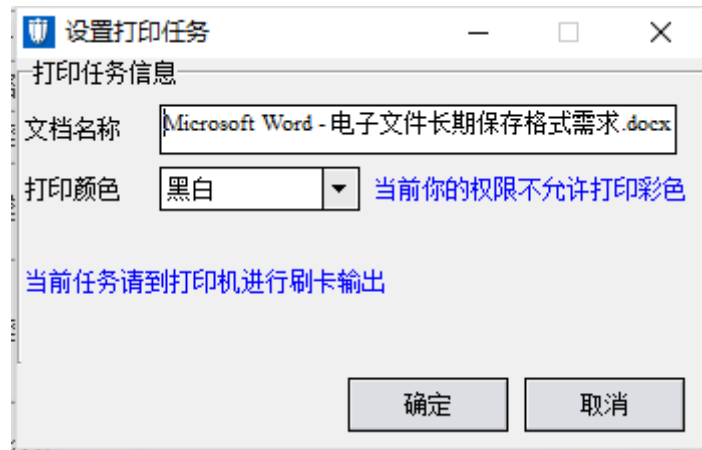 设置打印任务
打印任务信息
文档名称 Microsoft Word - 电子文件长期保存格式需求.docx
打印颜色 黑白 当前你的权限不允许打印彩色
当前任务请到打印机进行刷卡输出
确定 取消